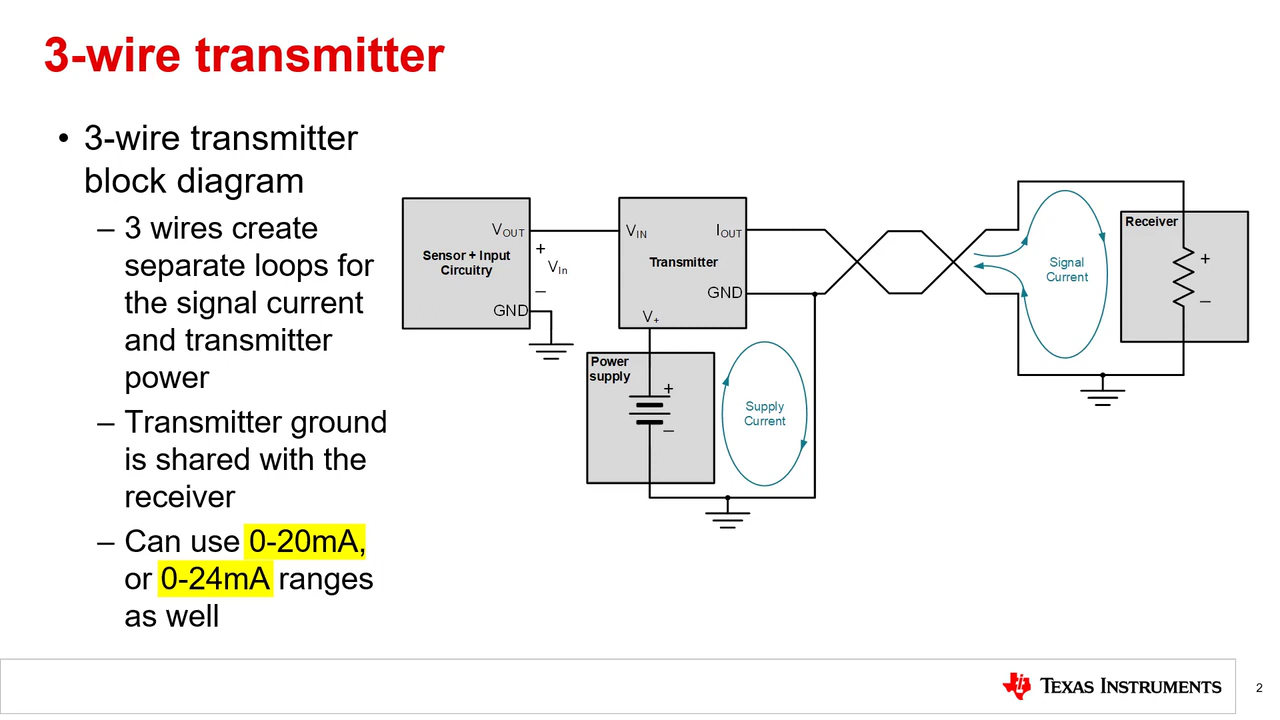 3-wire transmitter
• 3-wire transmitter
block diagram
– 3 wires create
separate loops for
the signal current
and transmitter
power
– Transmitter ground
is shared with the
receiver
– Can use 0-20mA,
or 0-24mA ranges
as well
VOUT
Sensor + Input
Circuitry
GND
+
VIn
–
VIN
IOUT
Transmitter
GND
V+
Power
supply
+
–
Supply
Current
Signal
Current
Receiver
+
–
TEXAS INSTRUMENTS
2